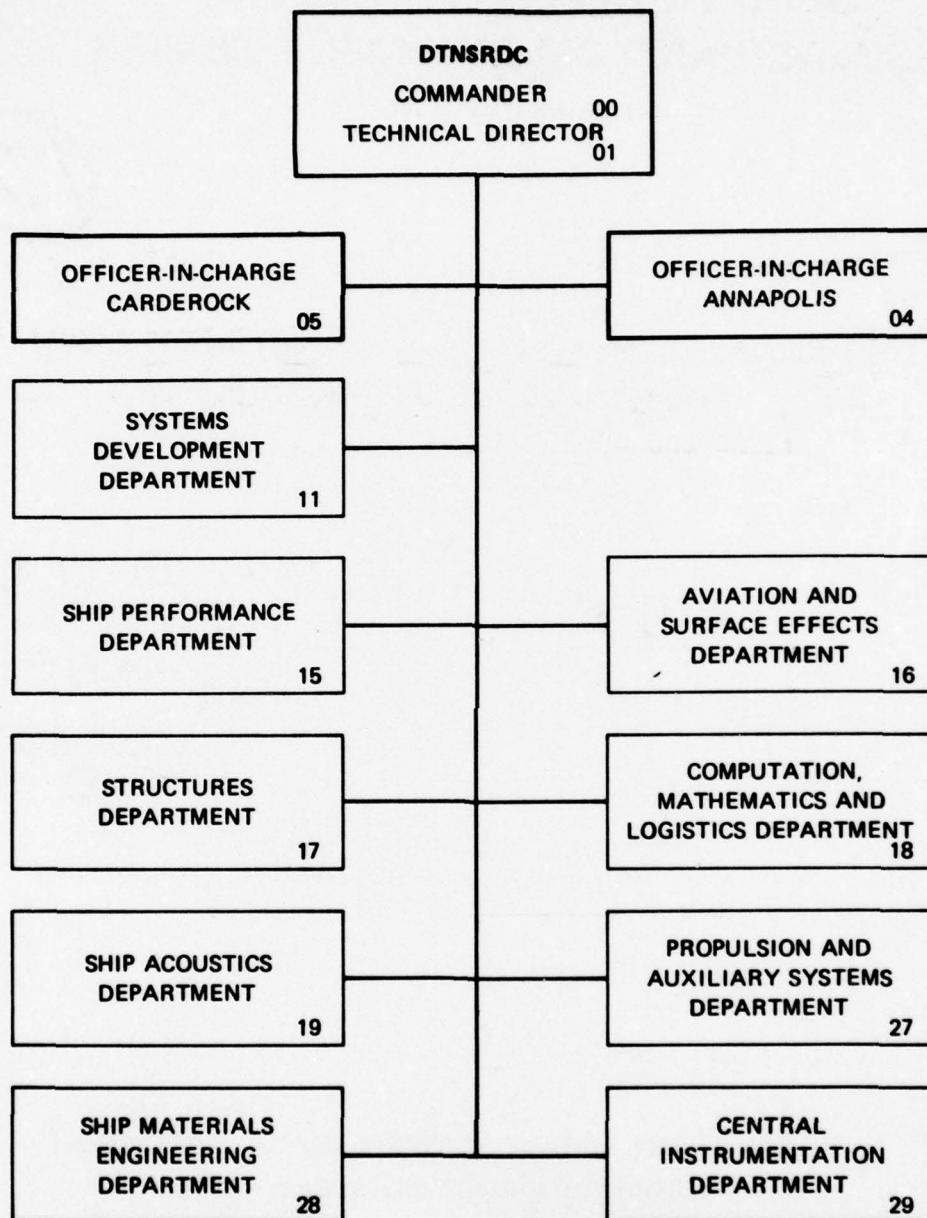 DTNSRDC
COMMANDER
00
TECHNICAL DIRECTOR
01
OFFICER-IN-CHARGE
CARDEROCK
05
OFFICER-IN-CHARGE
ANNAPOLIS
04
SYSTEMS
DEVELOPMENT
DEPARTMENT
11
SHIP PERFORMANCE
DEPARTMENT
15
AVIATION AND
SURFACE EFFECTS
DEPARTMENT
16
STRUCTURES
DEPARTMENT
17
COMPUTATION,
MATHEMATICS AND
LOGISTICS DEPARTMENT
18
SHIP ACOUSTICS
DEPARTMENT
19
PROPULSION AND
AUXILIARY SYSTEMS
DEPARTMENT
27
SHIP MATERIALS
ENGINEERING
DEPARTMENT
28
CENTRAL
INSTRUMENTATION
DEPARTMENT
29